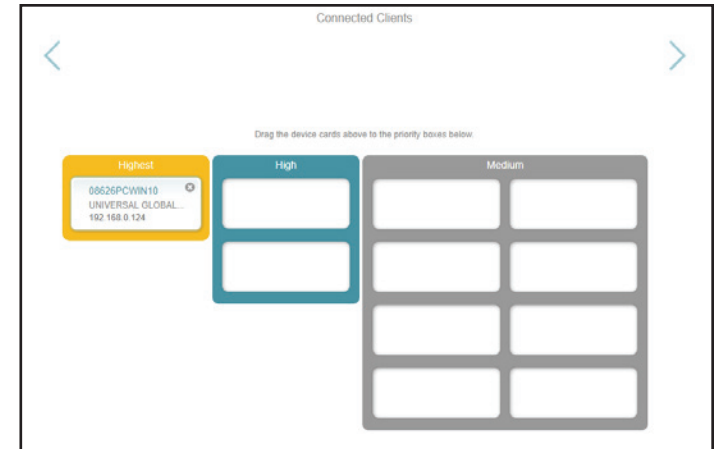 Connected Clients
Drag the device cards above to the priority boxes below.
Highest
High
Medium
08626PCWIN10
UNIVERSAL GLOBAL...
192.168.0.124